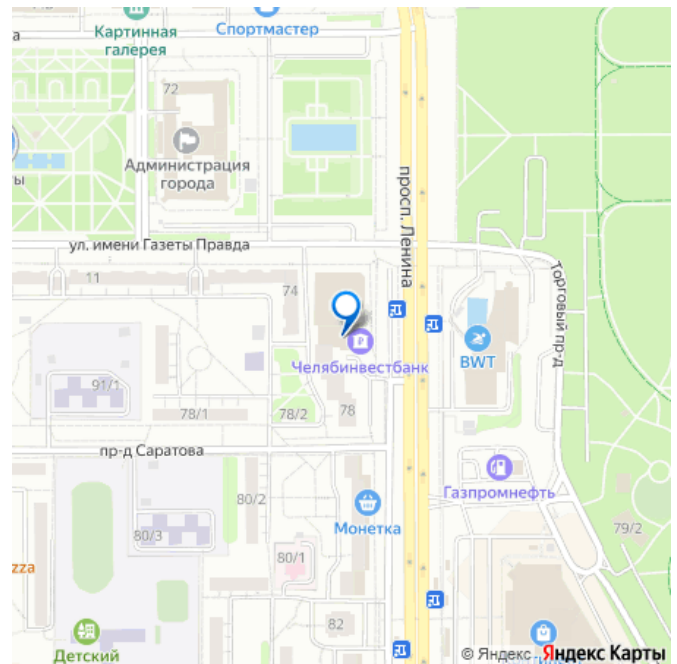 а
Картинная
галерея
Спортмастер
72
Администрация
города
ты
просп. Ленина
ул. имени Газеты Правда
11
74
Торговый пр-д
BWT
Челябинвестбанк
91/1
78/1
78/2
78
пр-д Саратова
Газпромнефть
80/2
Монетка
80/3
79/2
80/1
zza
82
Детский
© Яндекс
Яндекс Карты